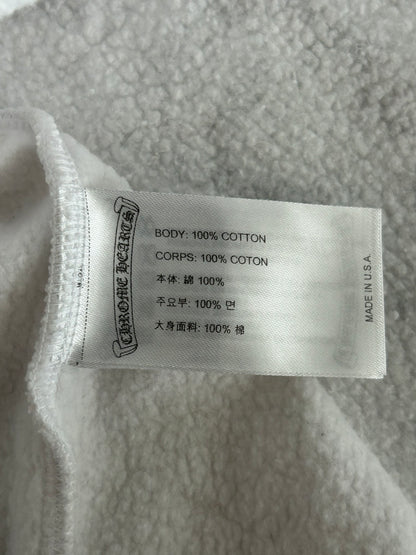 CHROME HEARTS
BODY: 100% COTTON
CORPS: 100% COTON
本体: 綿 100%
주요부: 100% 면
大身面料: 100% 棉
MADE IN U.S.A.